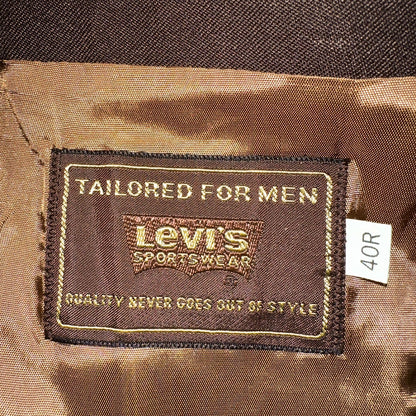 TAILORED FOR MEN
Levi's
SPORTSWEAR
QUALITY NEVER GOES OUT OF STYLE
40R